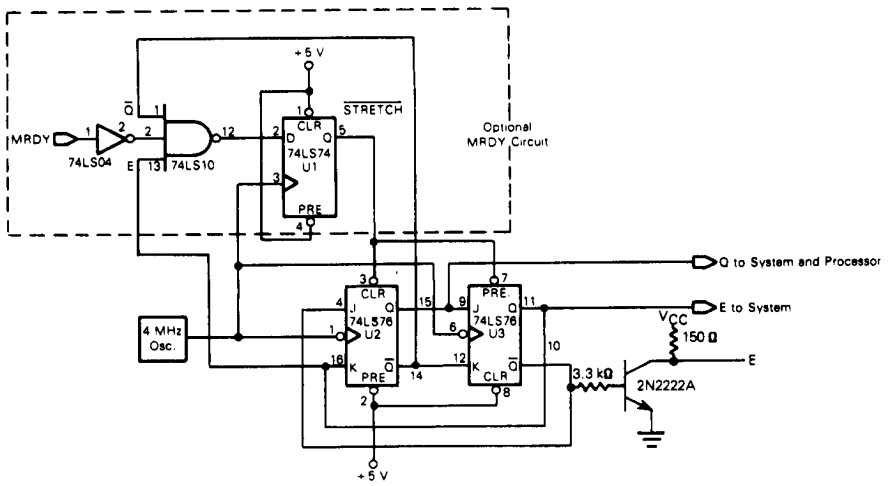 +5 V
Q̅
1
1
CLR
S̅T̅R̅E̅T̅C̅H̅
MRDY
1
2
2
12
2
D
Q
5
Optional
MRDY Circuit
74LS04
E
13
74LS10
74LS74
U1
3
PRE
4
3
CLR
7
PRE
Q to System and Processor
4
J
Q
15
9
J
Q
11
E to System
4 MHz
Osc.
1
74LS76
U2
6
74LS76
U3
VCC
150 Ω
16
K
Q̅
14
12
K
Q̅
10
E
PRE
2
CLR
8
3.3 kΩ
2N2222A
+5 V